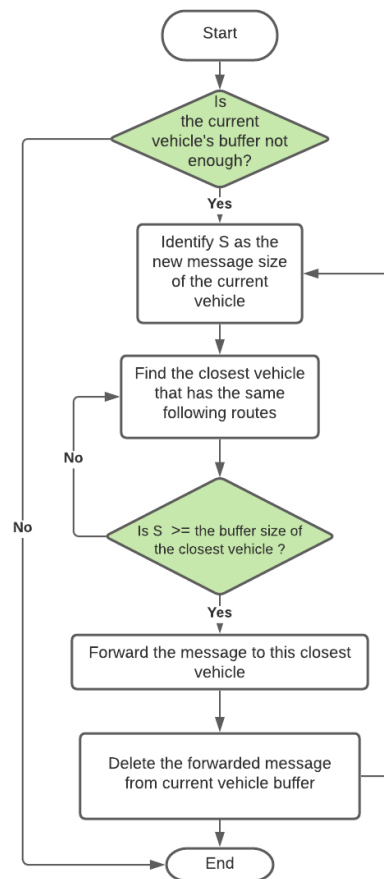 Start
Is
the current
vehicle's buffer not
enough?
Yes
Identify S as the
new message size
of the current
vehicle
Find the closest vehicle
that has the same
following routes
No
No
Is S >= the buffer size of
the closest vehicle ?
Yes
Forward the message to this closest
vehicle
Delete the forwarded message
from current vehicle buffer
End